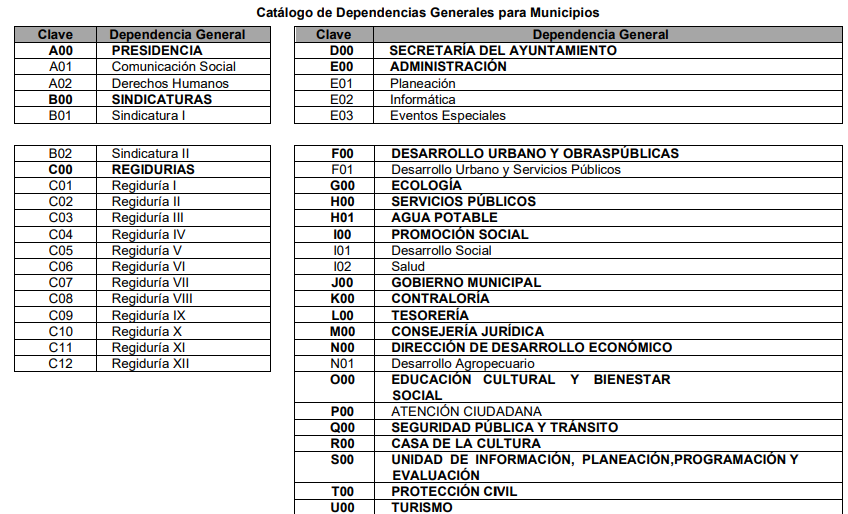 Catálogo de Dependencias Generales para Municipios
Clave Dependencia General
A00 PRESIDENCIA
A01 Comunicación Social
A02 Derechos Humanos
B00 SINDICATURAS
B01 Sindicatura I
B02 Sindicatura II
C00 REGIDURIAS
C01 Regiduría I
C02 Regiduría II
C03 Regiduría III
C04 Regiduría IV
C05 Regiduría V
C06 Regiduría VI
C07 Regiduría VII
C08 Regiduría VIII
C09 Regiduría IX
C10 Regiduría X
C11 Regiduría XI
C12 Regiduría XII
Clave Dependencia General
D00 SECRETARÍA DEL AYUNTAMIENTO
E00 ADMINISTRACIÓN
E01 Planeación
E02 Informática
E03 Eventos Especiales
F00 DESARROLLO URBANO Y OBRASPÚBLICAS
F01 Desarrollo Urbano y Servicios Públicos
G00 ECOLOGÍA
H00 SERVICIOS PÚBLICOS
H01 AGUA POTABLE
I00 PROMOCIÓN SOCIAL
I01 Desarrollo Social
I02 Salud
J00 GOBIERNO MUNICIPAL
K00 CONTRALORÍA
L00 TESORERÍA
M00 CONSEJERÍA JURÍDICA
N00 DIRECCIÓN DE DESARROLLO ECONÓMICO
N01 Desarrollo Agropecuario
O00 EDUCACIÓN CULTURAL Y BIENESTAR
SOCIAL
P00 ATENCIÓN CIUDADANA
Q00 SEGURIDAD PÚBLICA Y TRÁNSITO
R00 CASA DE LA CULTURA
S00 UNIDAD DE INFORMACIÓN, PLANEACIÓN,PROGRAMACIÓN Y
EVALUACIÓN
T00 PROTECCIÓN CIVIL
U00 TURISMO